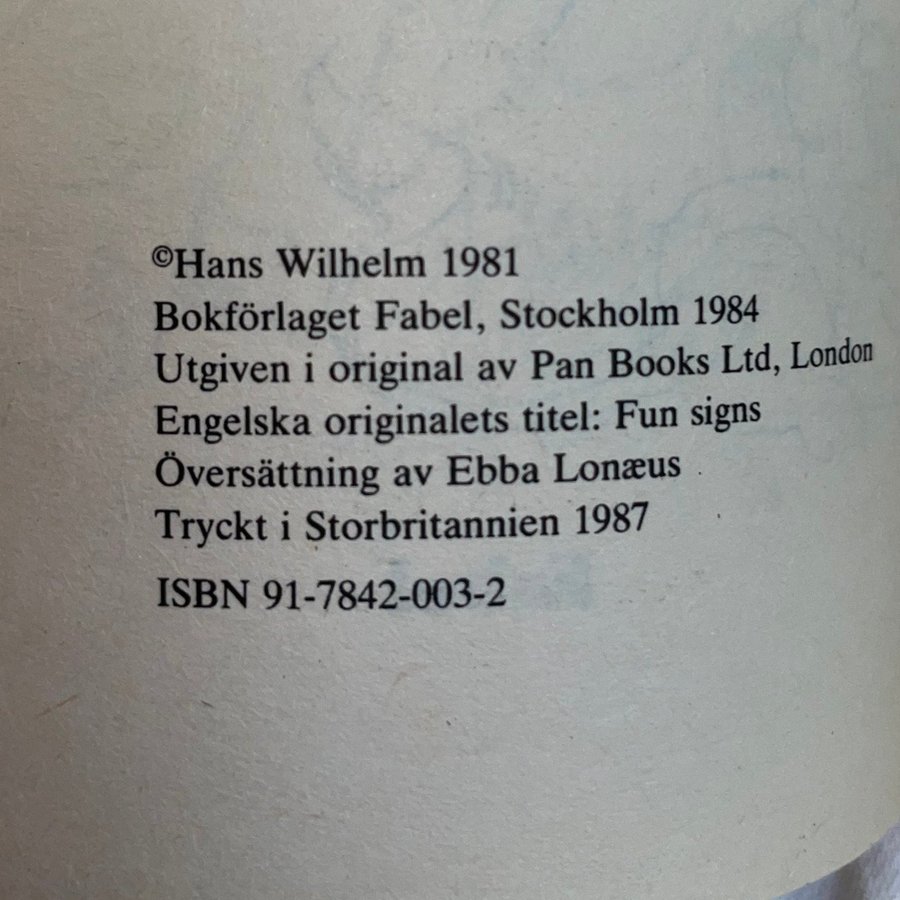 ©Hans Wilhelm 1981
Bokförlaget Fabel, Stockholm 1984
Utgiven i original av Pan Books Ltd, London
Engelska originalets titel: Fun signs
Översättning av Ebba Lonæus
Tryckt i Storbritannien 1987
ISBN 91-7842-003-2